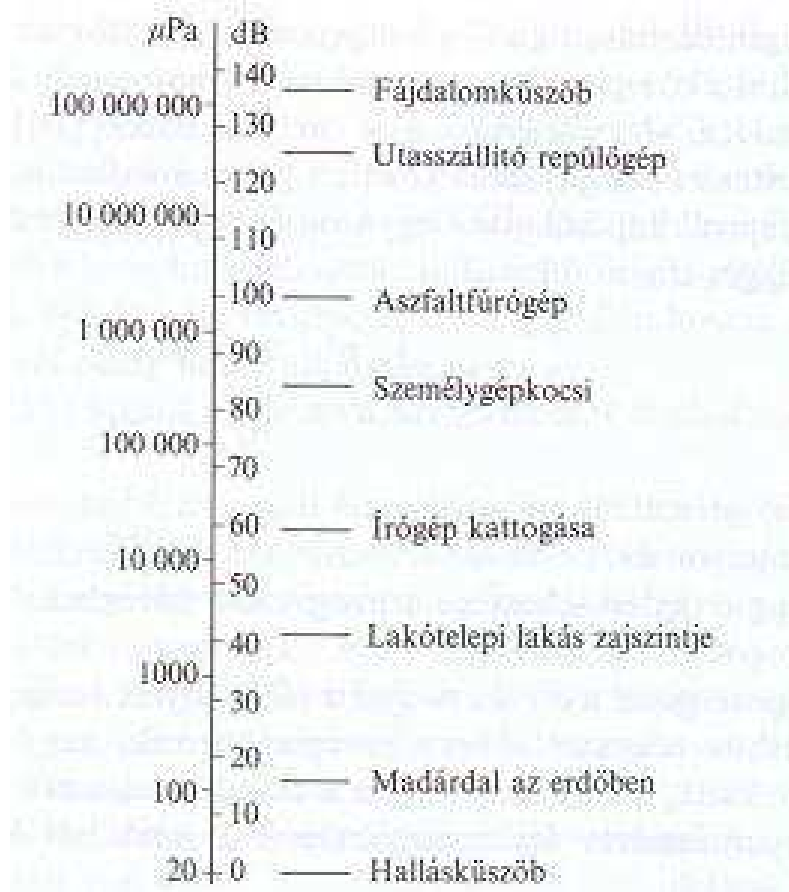 μPa dB
140
Fájdalomküszöb
100 000 000
130
Utasszállító repülőgép
120
10 000 000
110
100
Aszfaltfúrógép
1 000 000
90
Személygépkocsi
80
100 000
70
60
Írógép kattogása
10 000
50
40
Lakótelepi lakás zajszintje
1000
30
20
Madárdal az erdőben
100
10
20 0 Hallásküszöb